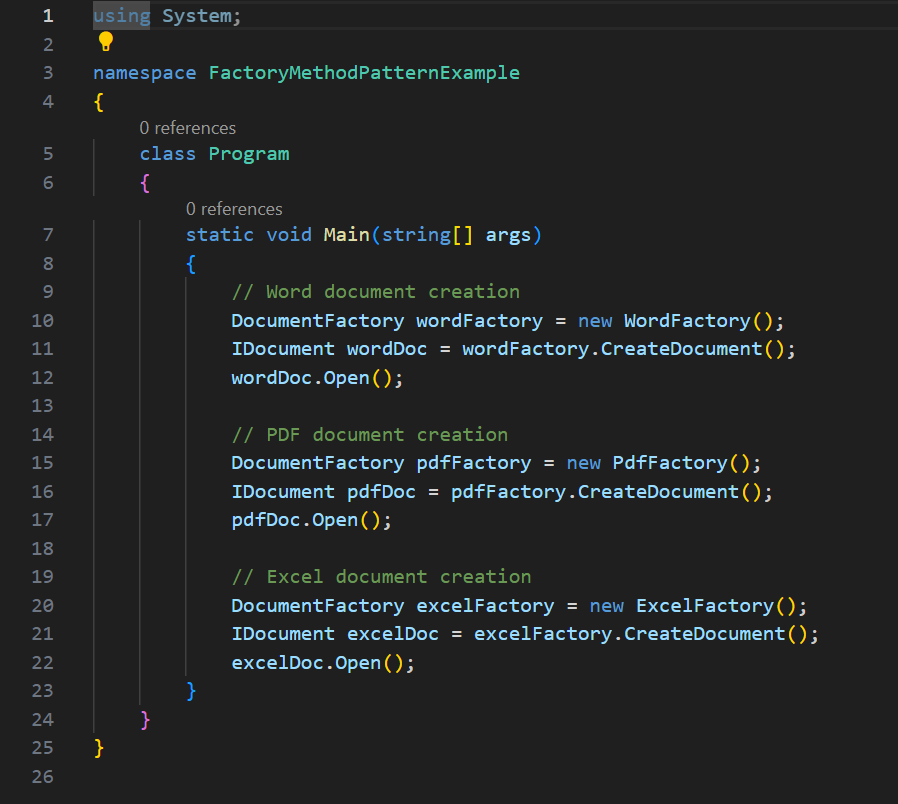 1 using System;
2
3 namespace FactoryMethodPatternExample
4 {
0 references
5 class Program
6 {
0 references
7 static void Main(string[] args)
8 {
9 // Word document creation
10 DocumentFactory wordFactory = new WordFactory();
11 IDocument wordDoc = wordFactory.CreateDocument();
12 wordDoc.Open();
13
14 // PDF document creation
15 DocumentFactory pdfFactory = new PdfFactory();
16 IDocument pdfDoc = pdfFactory.CreateDocument();
17 pdfDoc.Open();
18
19 // Excel document creation
20 DocumentFactory excelFactory = new ExcelFactory();
21 IDocument excelDoc = excelFactory.CreateDocument();
22 excelDoc.Open();
23 }
24 }
25 }
26